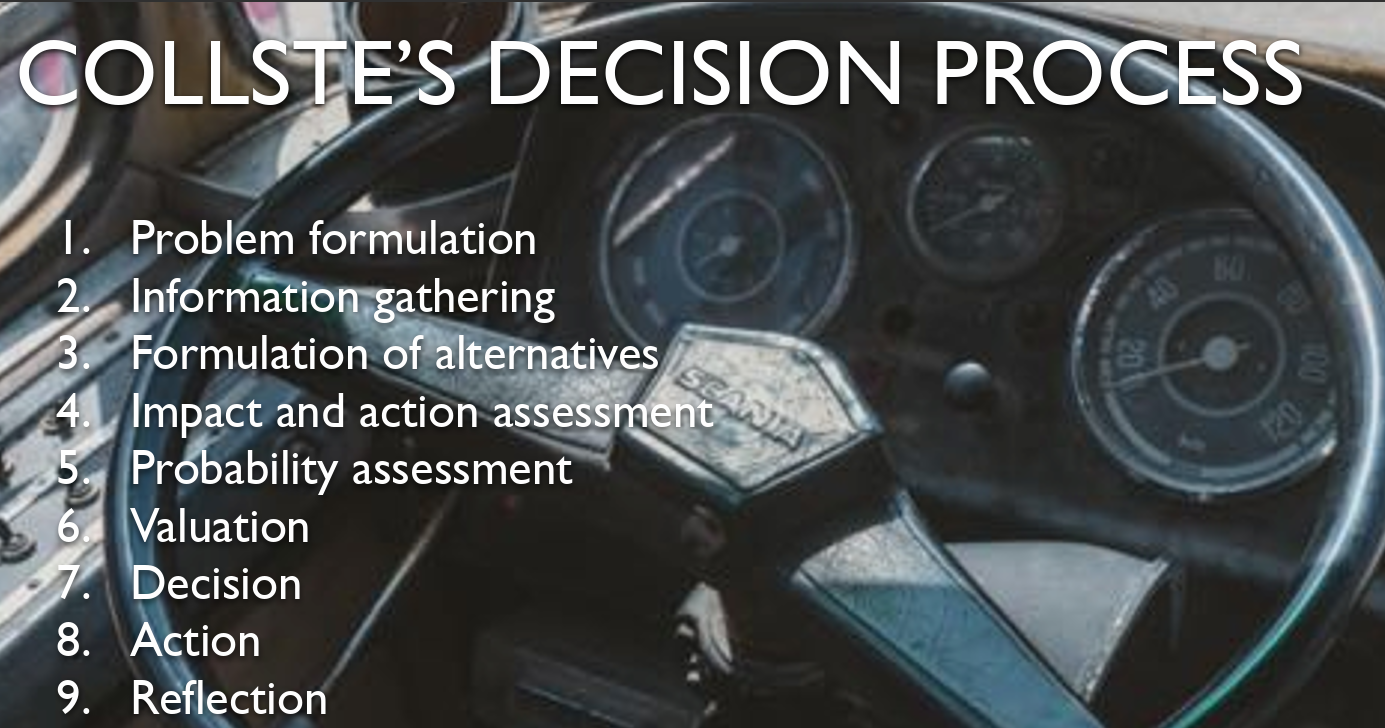 COLLSTE’S DECISION PROCESS
1. Problem formulation
2. Information gathering
3. Formulation of alternatives
4. Impact and action assessment
5. Probability assessment
6. Valuation
7. Decision
8. Action
9. Reflection
SCANIA
20 40 60 80 100 120